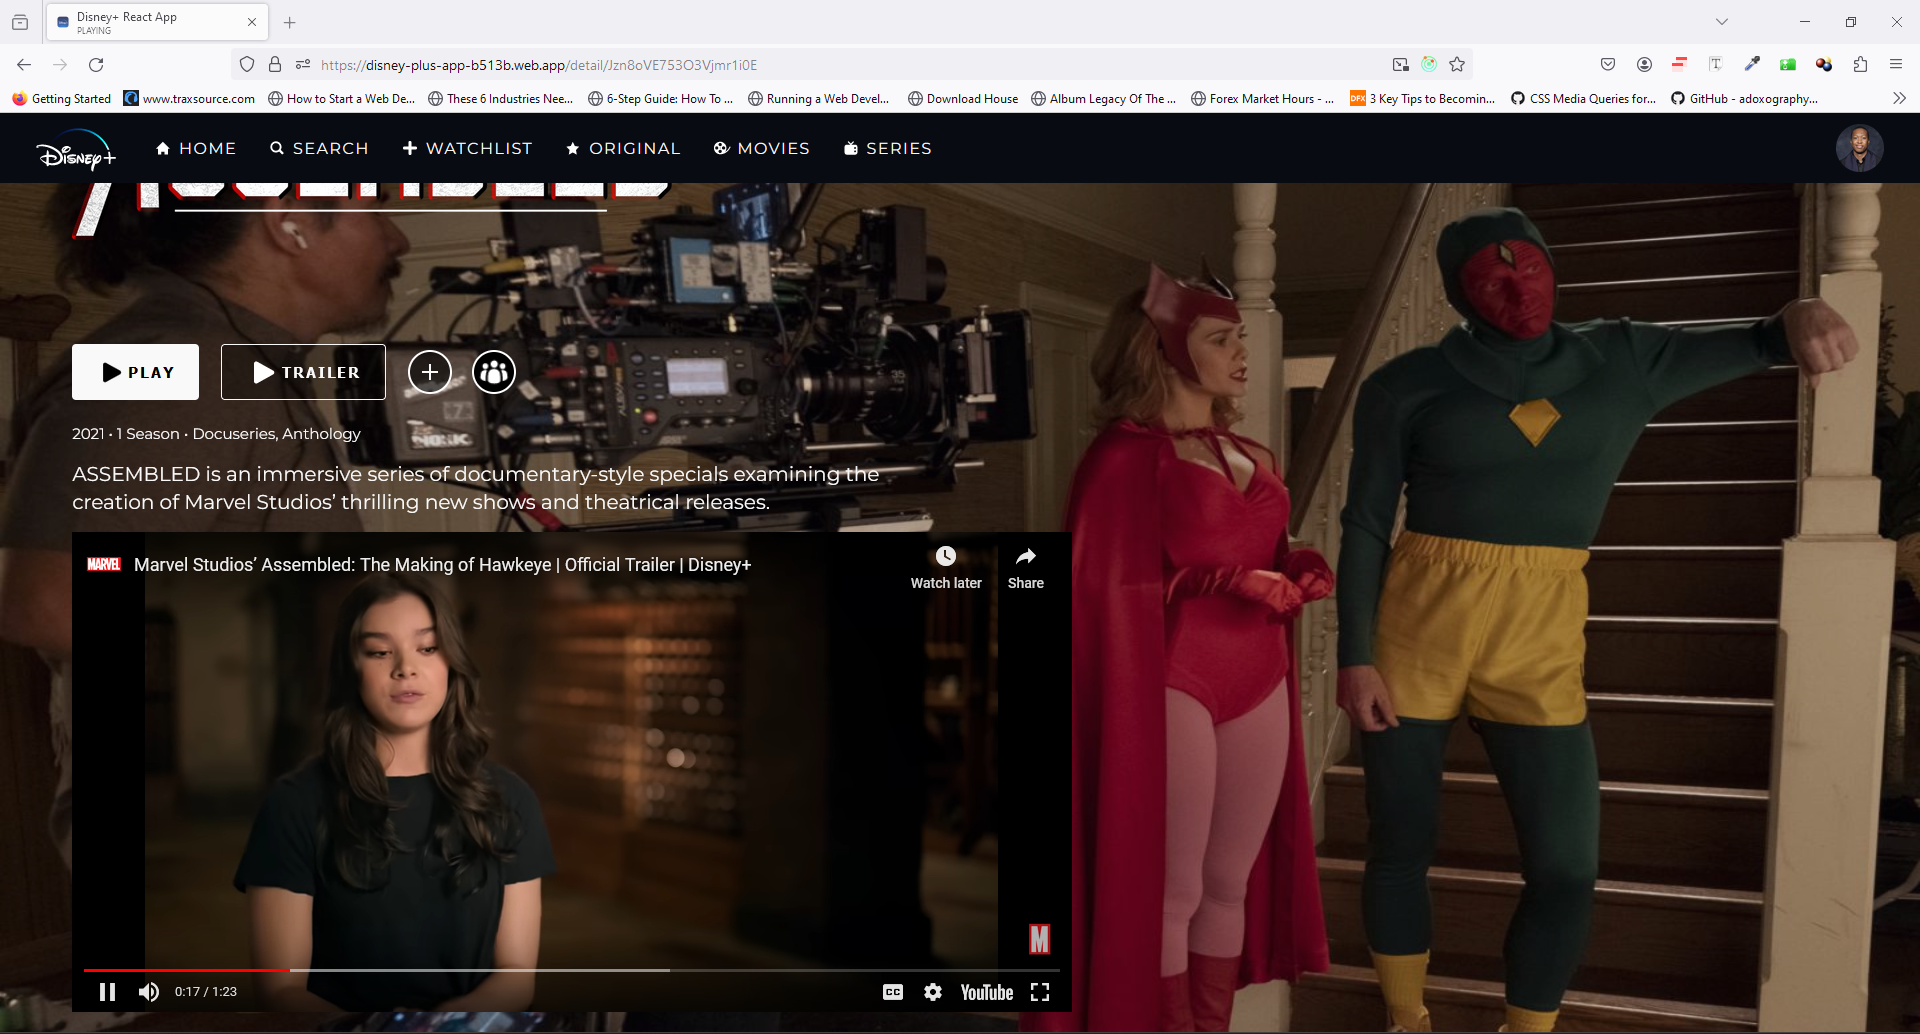 Disney+ React App
PLAYING
https://disney-plus-app-b513b.web.app/detail/Jzn8oVE753O3Vjmr1i0E
Getting Started
www.traxsource.com
How to Start a Web De...
These 6 Industries Nee...
6-Step Guide: How To ...
Running a Web Devel...
Download House
Album Legacy Of The ...
Forex Market Hours - ...
DFX 3 Key Tips to Becomin...
CSS Media Queries for...
GitHub - adoxography...
Disney+
HOME
SEARCH
WATCHLIST
ORIGINAL
MOVIES
SERIES
PLAY
TRAILER
2021 • 1 Season • Docuseries, Anthology
ASSEMBLED is an immersive series of documentary-style specials examining the
creation of Marvel Studios’ thrilling new shows and theatrical releases.
MARVEL
Marvel Studios’ Assembled: The Making of Hawkeye | Official Trailer | Disney+
Watch later
Share
M
0:17 / 1:23
CC
YouTube